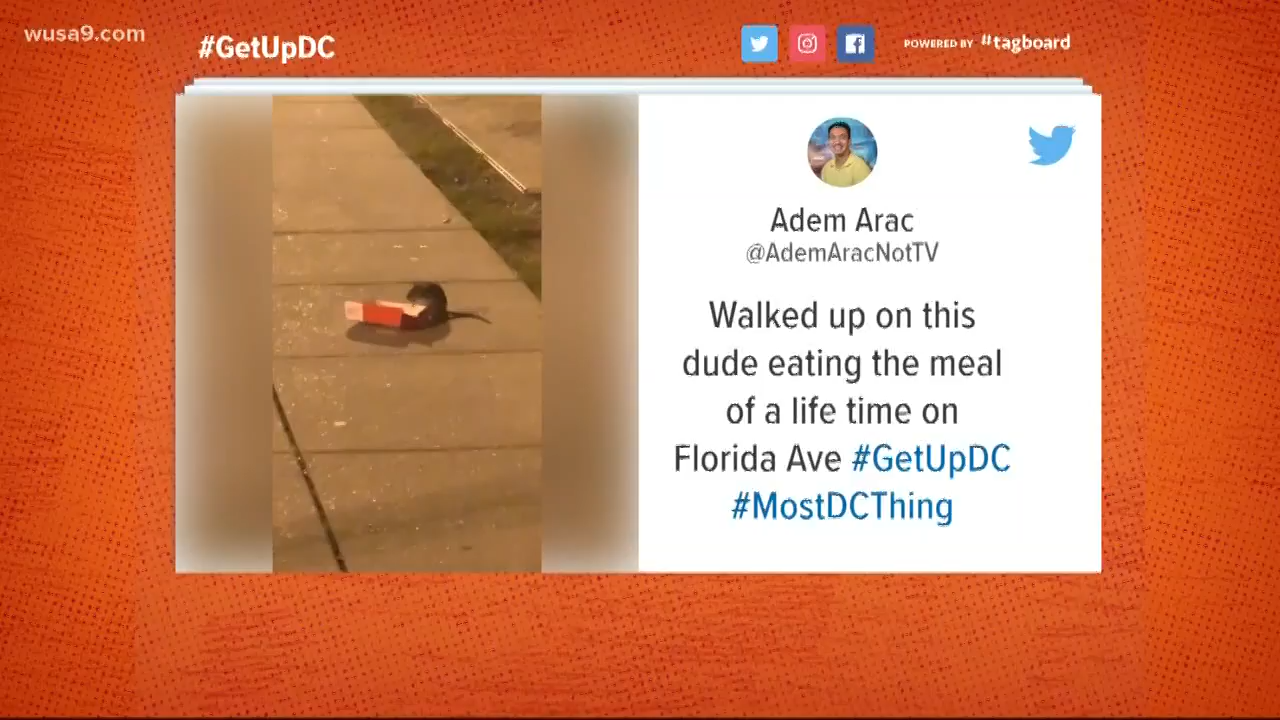 wusa9.com
#GetUpDC
POWERED BY #tagboard
Adem Arac
@AdemAracNotTV
Walked up on this
dude eating the meal
of a life time on
Florida Ave #GetUpDC
#MostDCThing